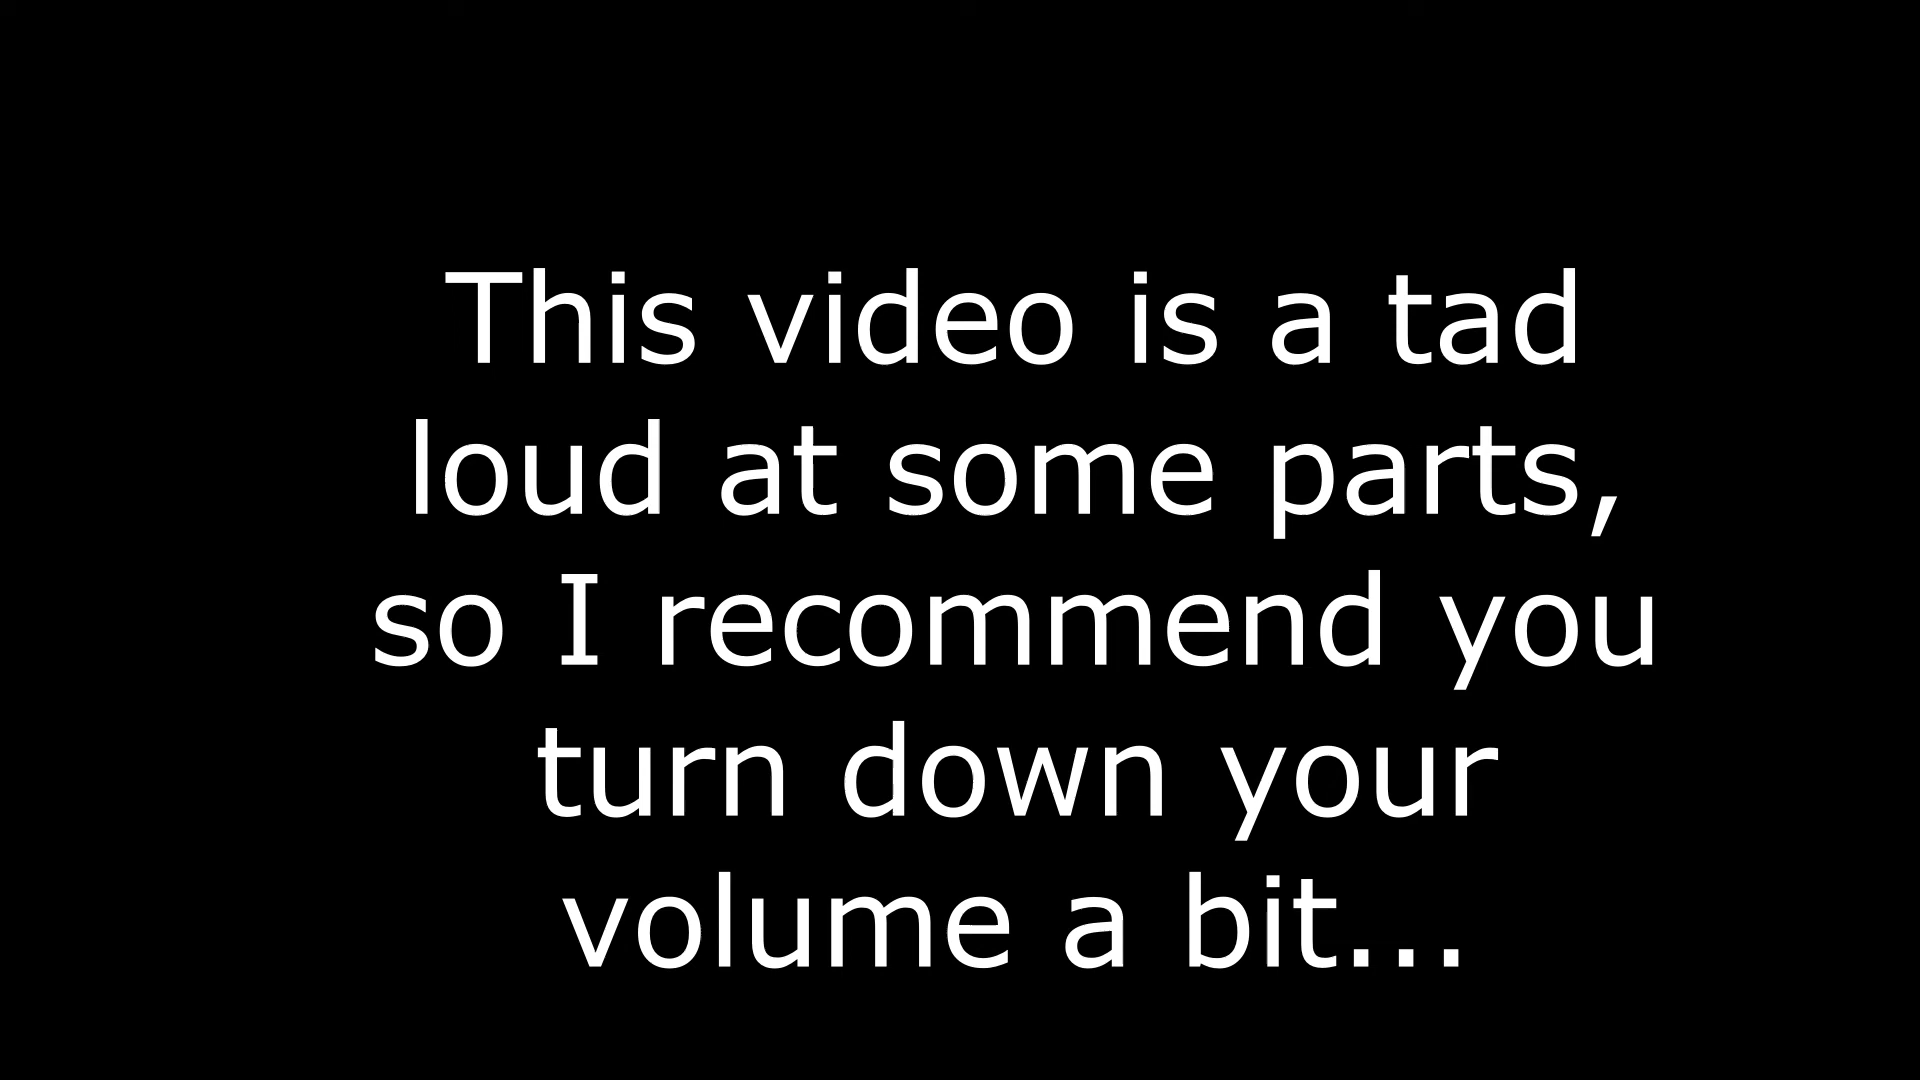 This video is a tad
loud at some parts,
so I recommend you
turn down your
volume a bit...